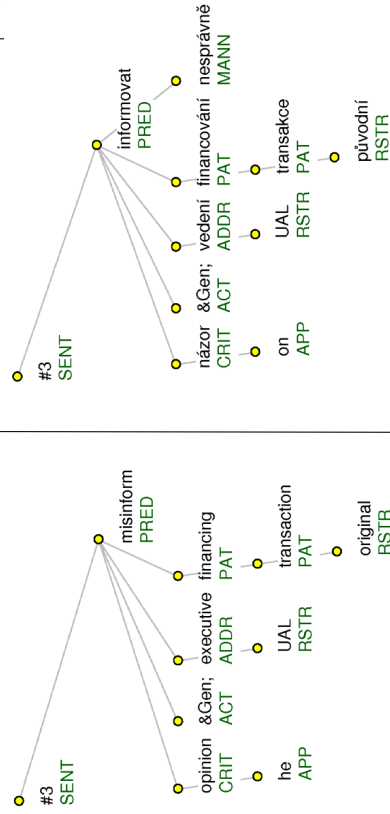 #3
SENT
misinform
PRED
opinion &Gen; executive financing
CRIT ACT ADDR PAT
he UAL transaction
APP RSTR PAT
original
RSTR
#3
SENT
informovat
PRED
názor &Gen; vedení financování nesprávně
CRIT ACT ADDR PAT MANN
on UAL transakce
APP RSTR PAT
původní
RSTR